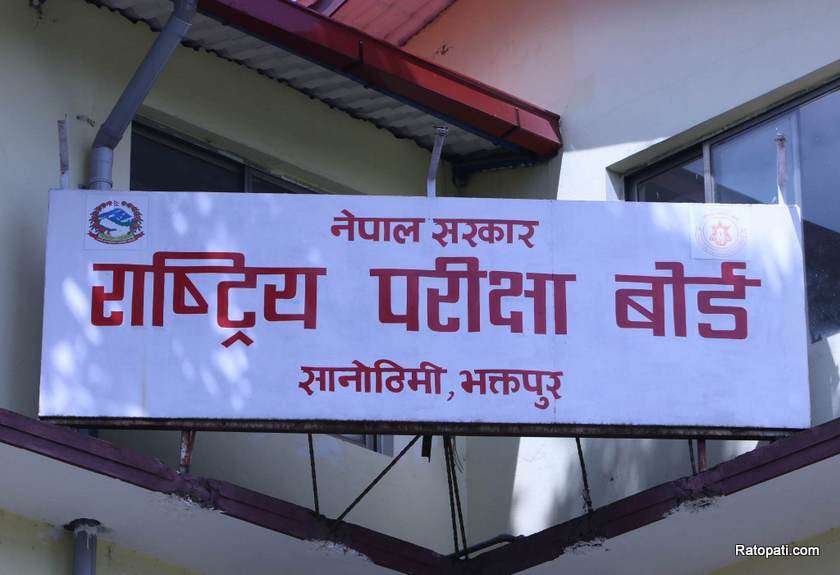 नेपाल सरकार
राष्ट्रिय परीक्षा बोर्ड
सानोठिमी, भक्तपुर
Ratopati.com